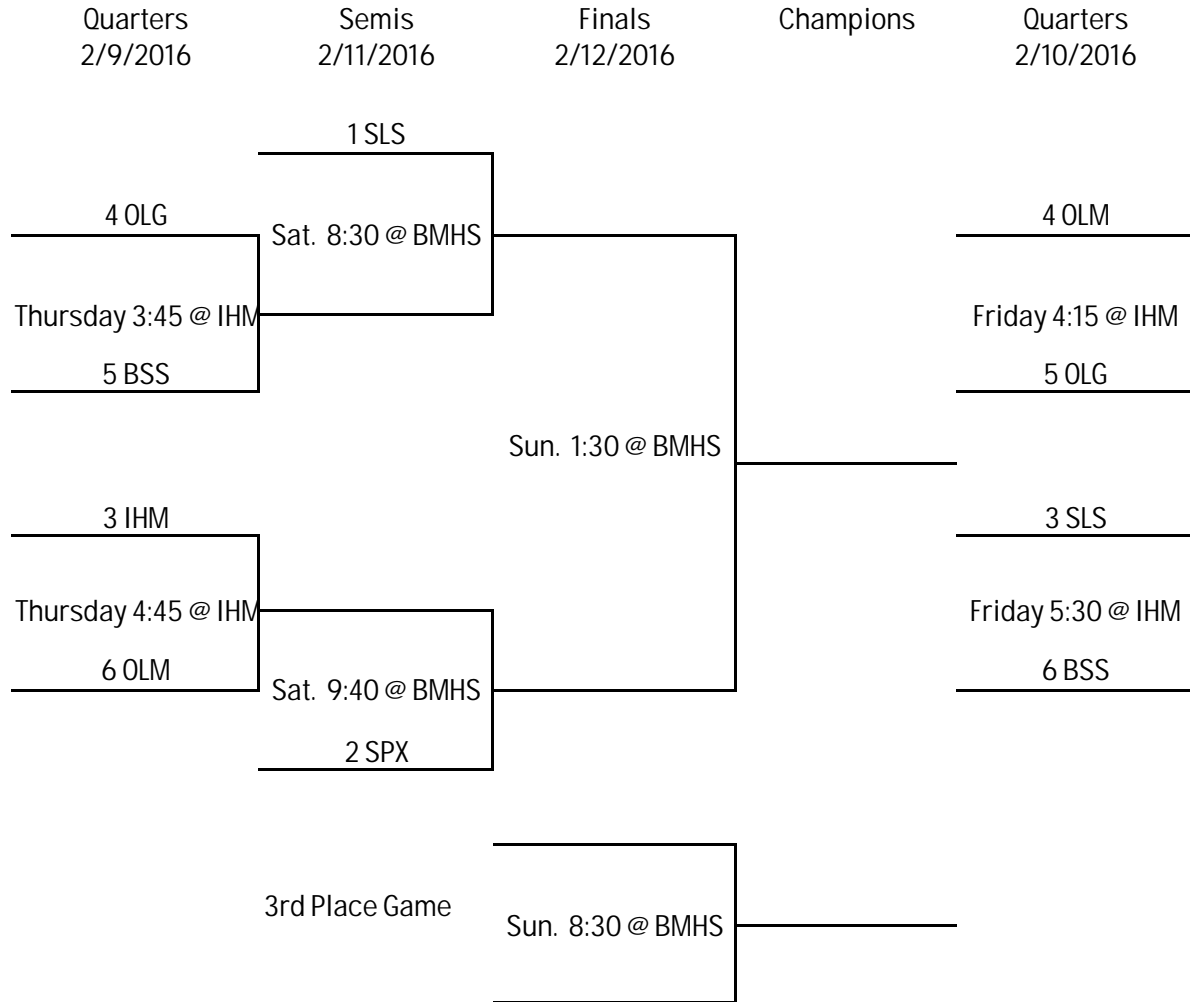 Quarters Semis Finals Champions Quarters
2/9/2016 2/11/2016 2/12/2016 2/10/2016
1 SLS
4 OLG 4 OLM
Sat. 8:30 @ BMHS
Thursday 3:45 @ IHM Friday 4:15 @ IHM
5 BSS 5 OLG
Sun. 1:30 @ BMHS
3 IHM 3 SLS
Thursday 4:45 @ IHM Friday 5:30 @ IHM
6 OLM 6 BSS
Sat. 9:40 @ BMHS
2 SPX
3rd Place Game
Sun. 8:30 @ BMHS